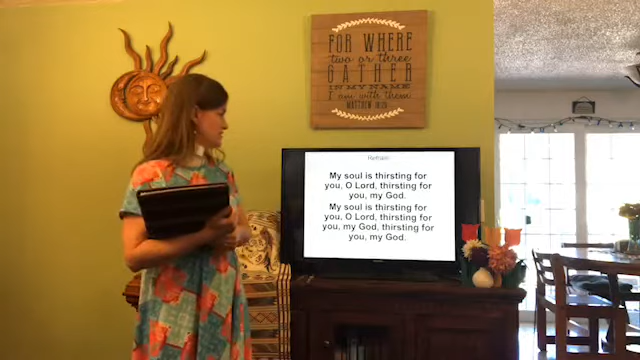 FOR WHERE
two or three
GATHER
IN MY NAME
I am with them
MATTHEW 18:20
Refrain
My soul is thirsting for
you, O Lord, thirsting for
you, my God.
My soul is thirsting for
you, O Lord, thirsting for
you, my God, thirsting for
you, my God.